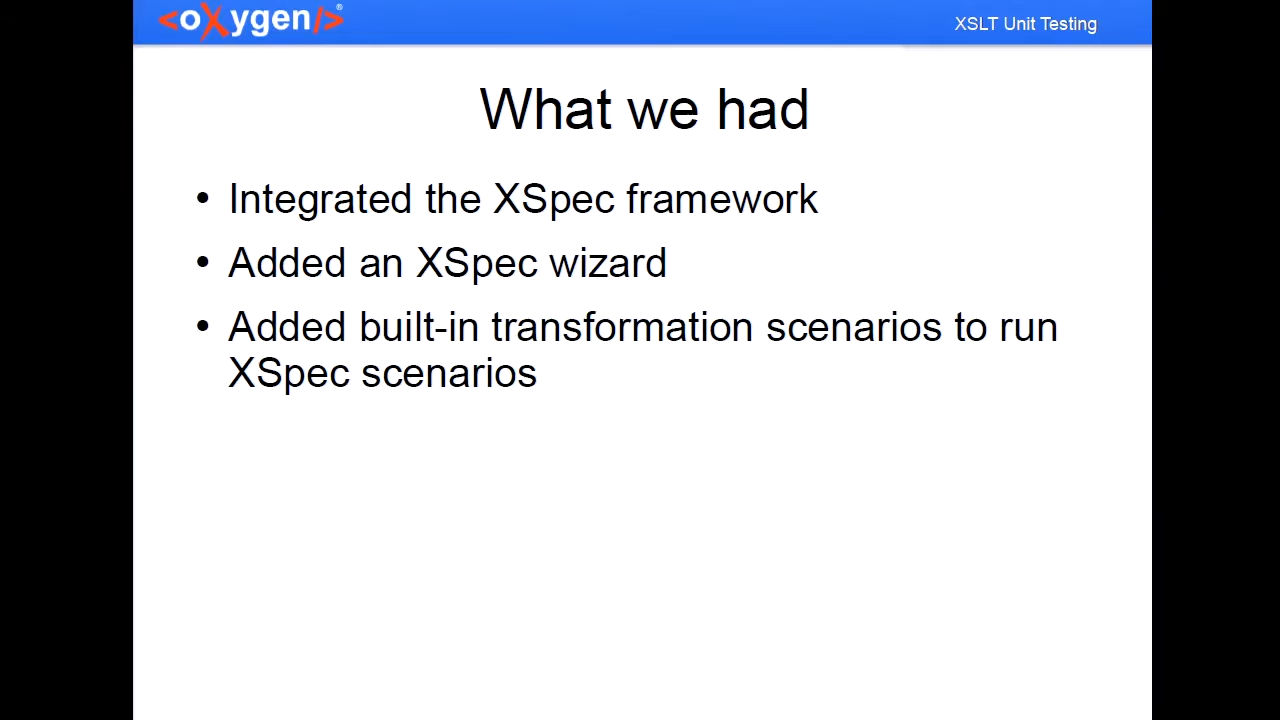 <oXygen/>®
XSLT Unit Testing
What we had
• Integrated the XSpec framework
• Added an XSpec wizard
• Added built-in transformation scenarios to run
XSpec scenarios